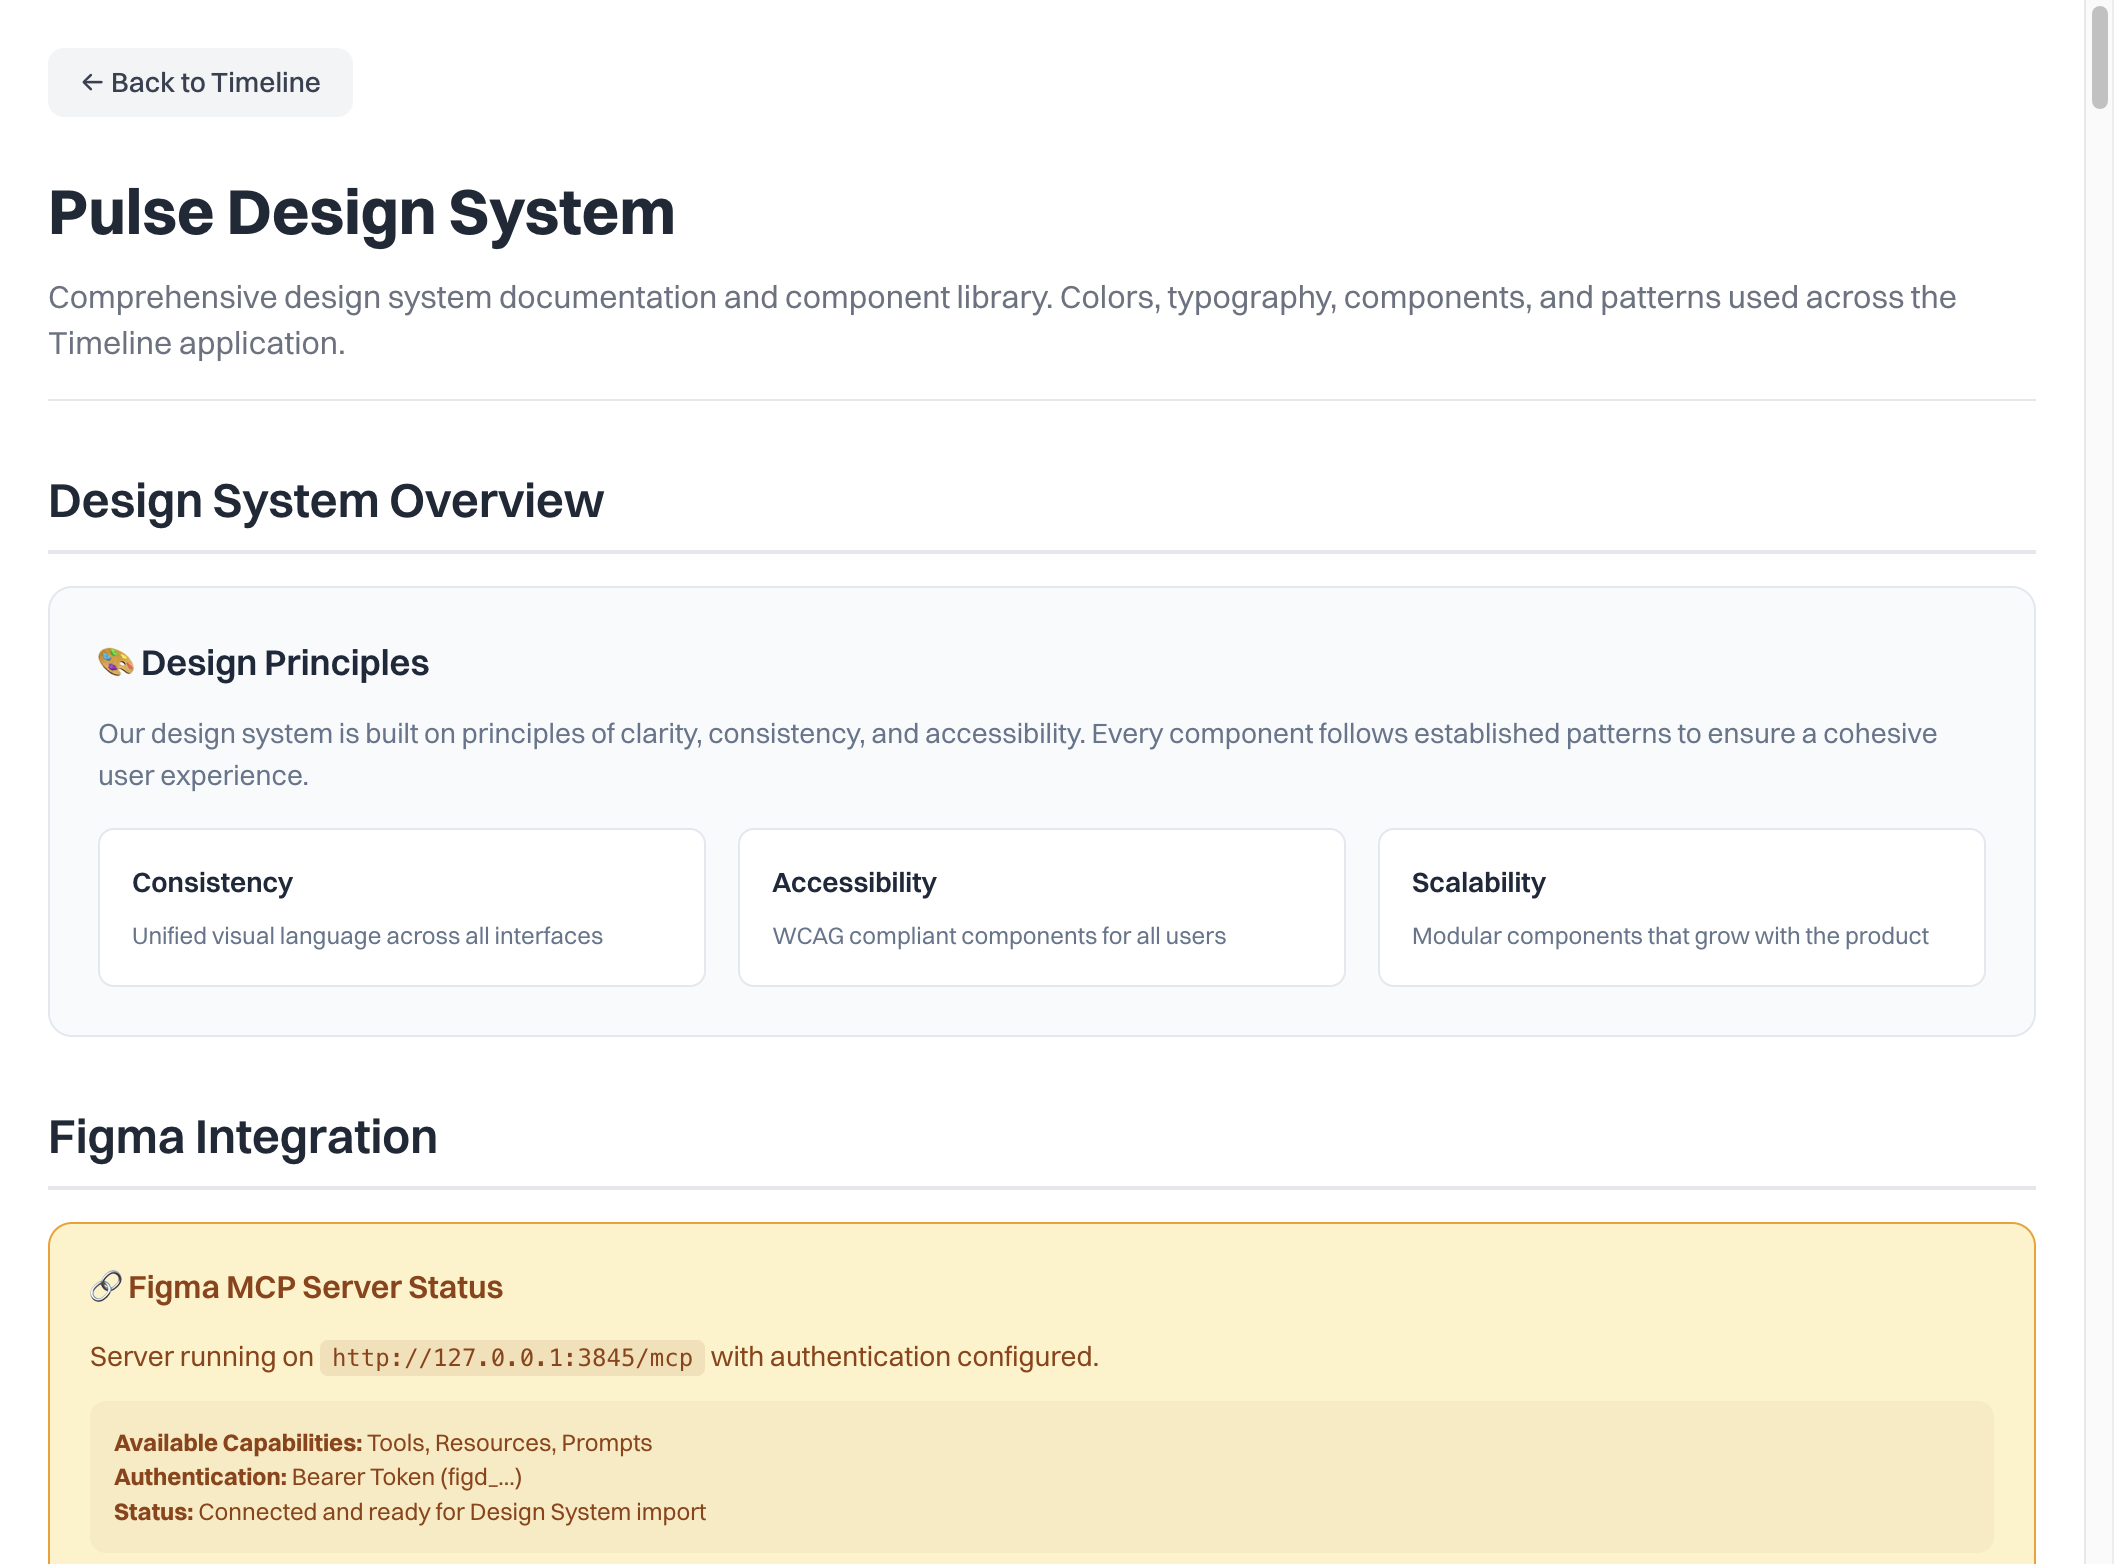 ← Back to Timeline
Pulse Design System
Comprehensive design system documentation and component library. Colors, typography, components, and patterns used across the
Timeline application.
Design System Overview
🎨 Design Principles
Our design system is built on principles of clarity, consistency, and accessibility. Every component follows established patterns to ensure a cohesive
user experience.
Consistency
Unified visual language across all interfaces
Accessibility
WCAG compliant components for all users
Scalability
Modular components that grow with the product
Figma Integration
🔗 Figma MCP Server Status
Server running on http://127.0.0.1:3845/mcp with authentication configured.
Available Capabilities: Tools, Resources, Prompts
Authentication: Bearer Token (figd_...)
Status: Connected and ready for Design System import